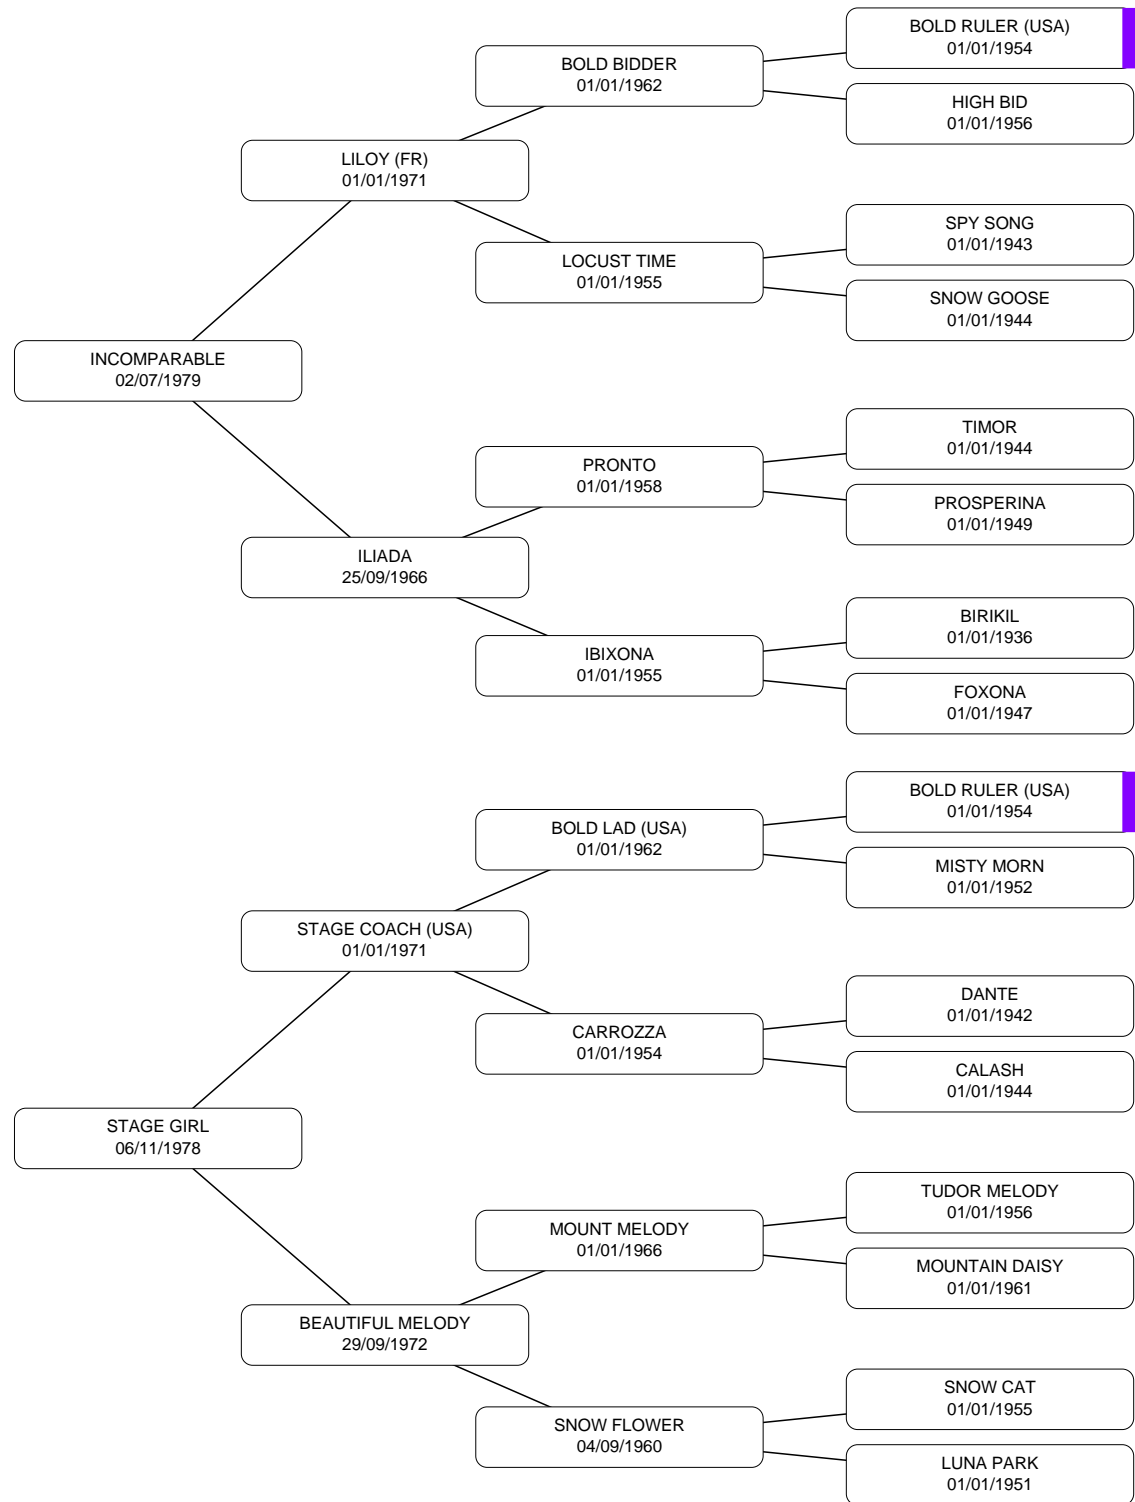 BOLD RULER (USA)
01/01/1954
BOLD BIDDER
01/01/1962
HIGH BID
01/01/1956
LILOY (FR)
01/01/1971
SPY SONG
01/01/1943
LOCUST TIME
01/01/1955
SNOW GOOSE
01/01/1944
INCOMPARABLE
02/07/1979
TIMOR
01/01/1944
PRONTO
01/01/1958
PROSPERINA
01/01/1949
ILIADA
25/09/1966
BIRIKIL
01/01/1936
IBIXONA
01/01/1955
FOXONA
01/01/1947
BOLD RULER (USA)
01/01/1954
BOLD LAD (USA)
01/01/1962
MISTY MORN
01/01/1952
STAGE COACH (USA)
01/01/1971
DANTE
01/01/1942
CARROZZA
01/01/1954
CALASH
01/01/1944
STAGE GIRL
06/11/1978
TUDOR MELODY
01/01/1956
MOUNT MELODY
01/01/1966
MOUNTAIN DAISY
01/01/1961
BEAUTIFUL MELODY
29/09/1972
SNOW CAT
01/01/1955
SNOW FLOWER
04/09/1960
LUNA PARK
01/01/1951